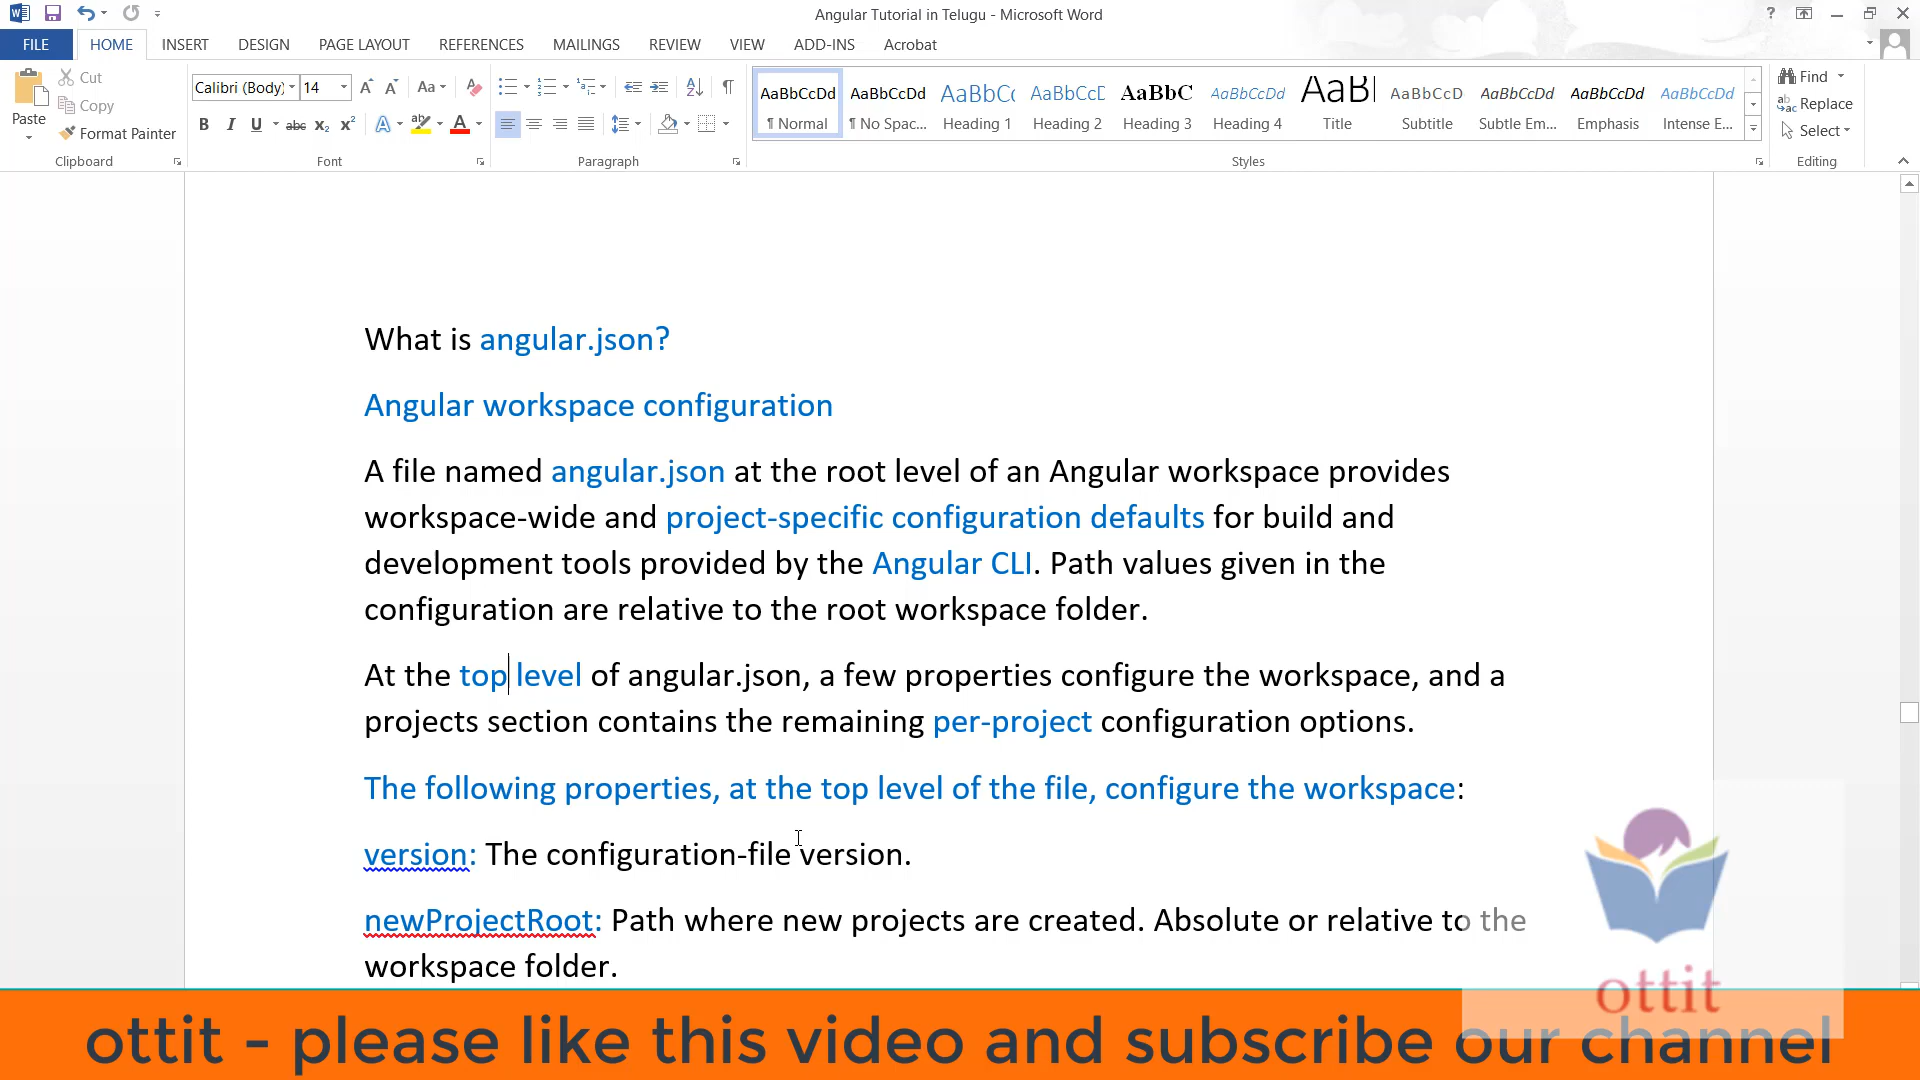 Angular Tutorial in Telugu - Microsoft Word
?
FILE HOME INSERT DESIGN PAGE LAYOUT REFERENCES MAILINGS REVIEW VIEW ADD-INS Acrobat
Paste
Cut
Copy
Format Painter
Clipboard
Calibri (Body) 14
Aa
B I U abc X₂ X² A ab A
Font
Paragraph
AaBbCcDd AaBbCcDd AaBbCc AaBbCcD AaBbC AaBbCcDd AaBl AaBbCcD AaBbCcDd AaBbCcDd AaBbCcDd
¶ Normal ¶ No Spac... Heading 1 Heading 2 Heading 3 Heading 4 Title Subtitle Subtle Em... Emphasis Intense E...
Styles
Find
Replace
Select
Editing
What is angular.json?
Angular workspace configuration
A file named angular.json at the root level of an Angular workspace provides
workspace-wide and project-specific configuration defaults for build and
development tools provided by the Angular CLI. Path values given in the
configuration are relative to the root workspace folder.
At the top level of angular.json, a few properties configure the workspace, and a
projects section contains the remaining per-project configuration options.
The following properties, at the top level of the file, configure the workspace:
version: The configuration-file version.
newProjectRoot: Path where new projects are created. Absolute or relative to the
workspace folder.
ottit
ottit - please like this video and subscribe our channel